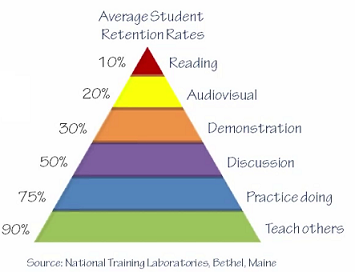 Average Student
Retention Rates
10% Reading
20% Audiovisual
30% Demonstration
50% Discussion
75% Practice doing
90% Teach others
Source: National Training Laboratories, Bethel, Maine